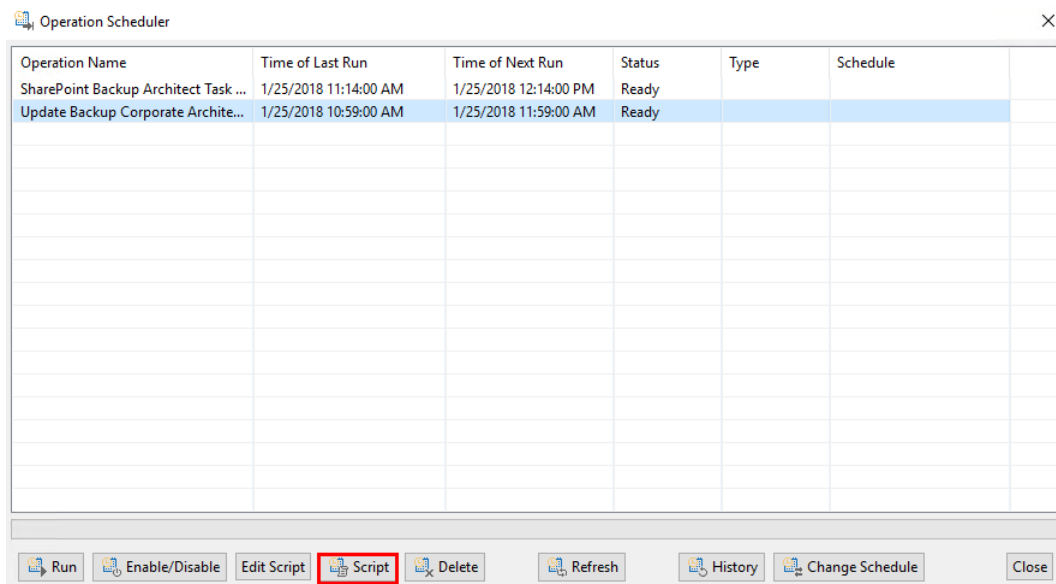 Operation Scheduler
Operation Name Time of Last Run Time of Next Run Status Type Schedule
SharePoint Backup Architect Task ... 1/25/2018 11:14:00 AM 1/25/2018 12:14:00 PM Ready
Update Backup Corporate Archite... 1/25/2018 10:59:00 AM 1/25/2018 11:59:00 AM Ready
Run Enable/Disable Edit Script Script Delete Refresh History Change Schedule Close